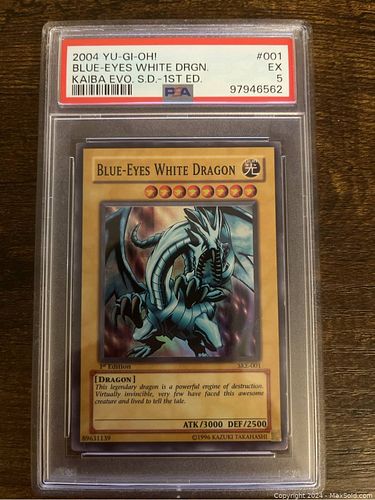 2004 YU-GI-OH! #001
BLUE-EYES WHITE DRGN. EX
KAIBA EVO. S.D.-1ST ED. PSA 5
97946562
BLUE-EYES WHITE DRAGON
光
1st Edition SKE-001
[DRAGON]
This legendary dragon is a powerful engine of destruction.
Virtually invincible, very few have faced this awesome
creature and lived to tell the tale.
ATK/3000 DEF/2500
89631139 ©1996 KAZUKI TAKAHASHI
Copyright 2024 - MaxSold.com